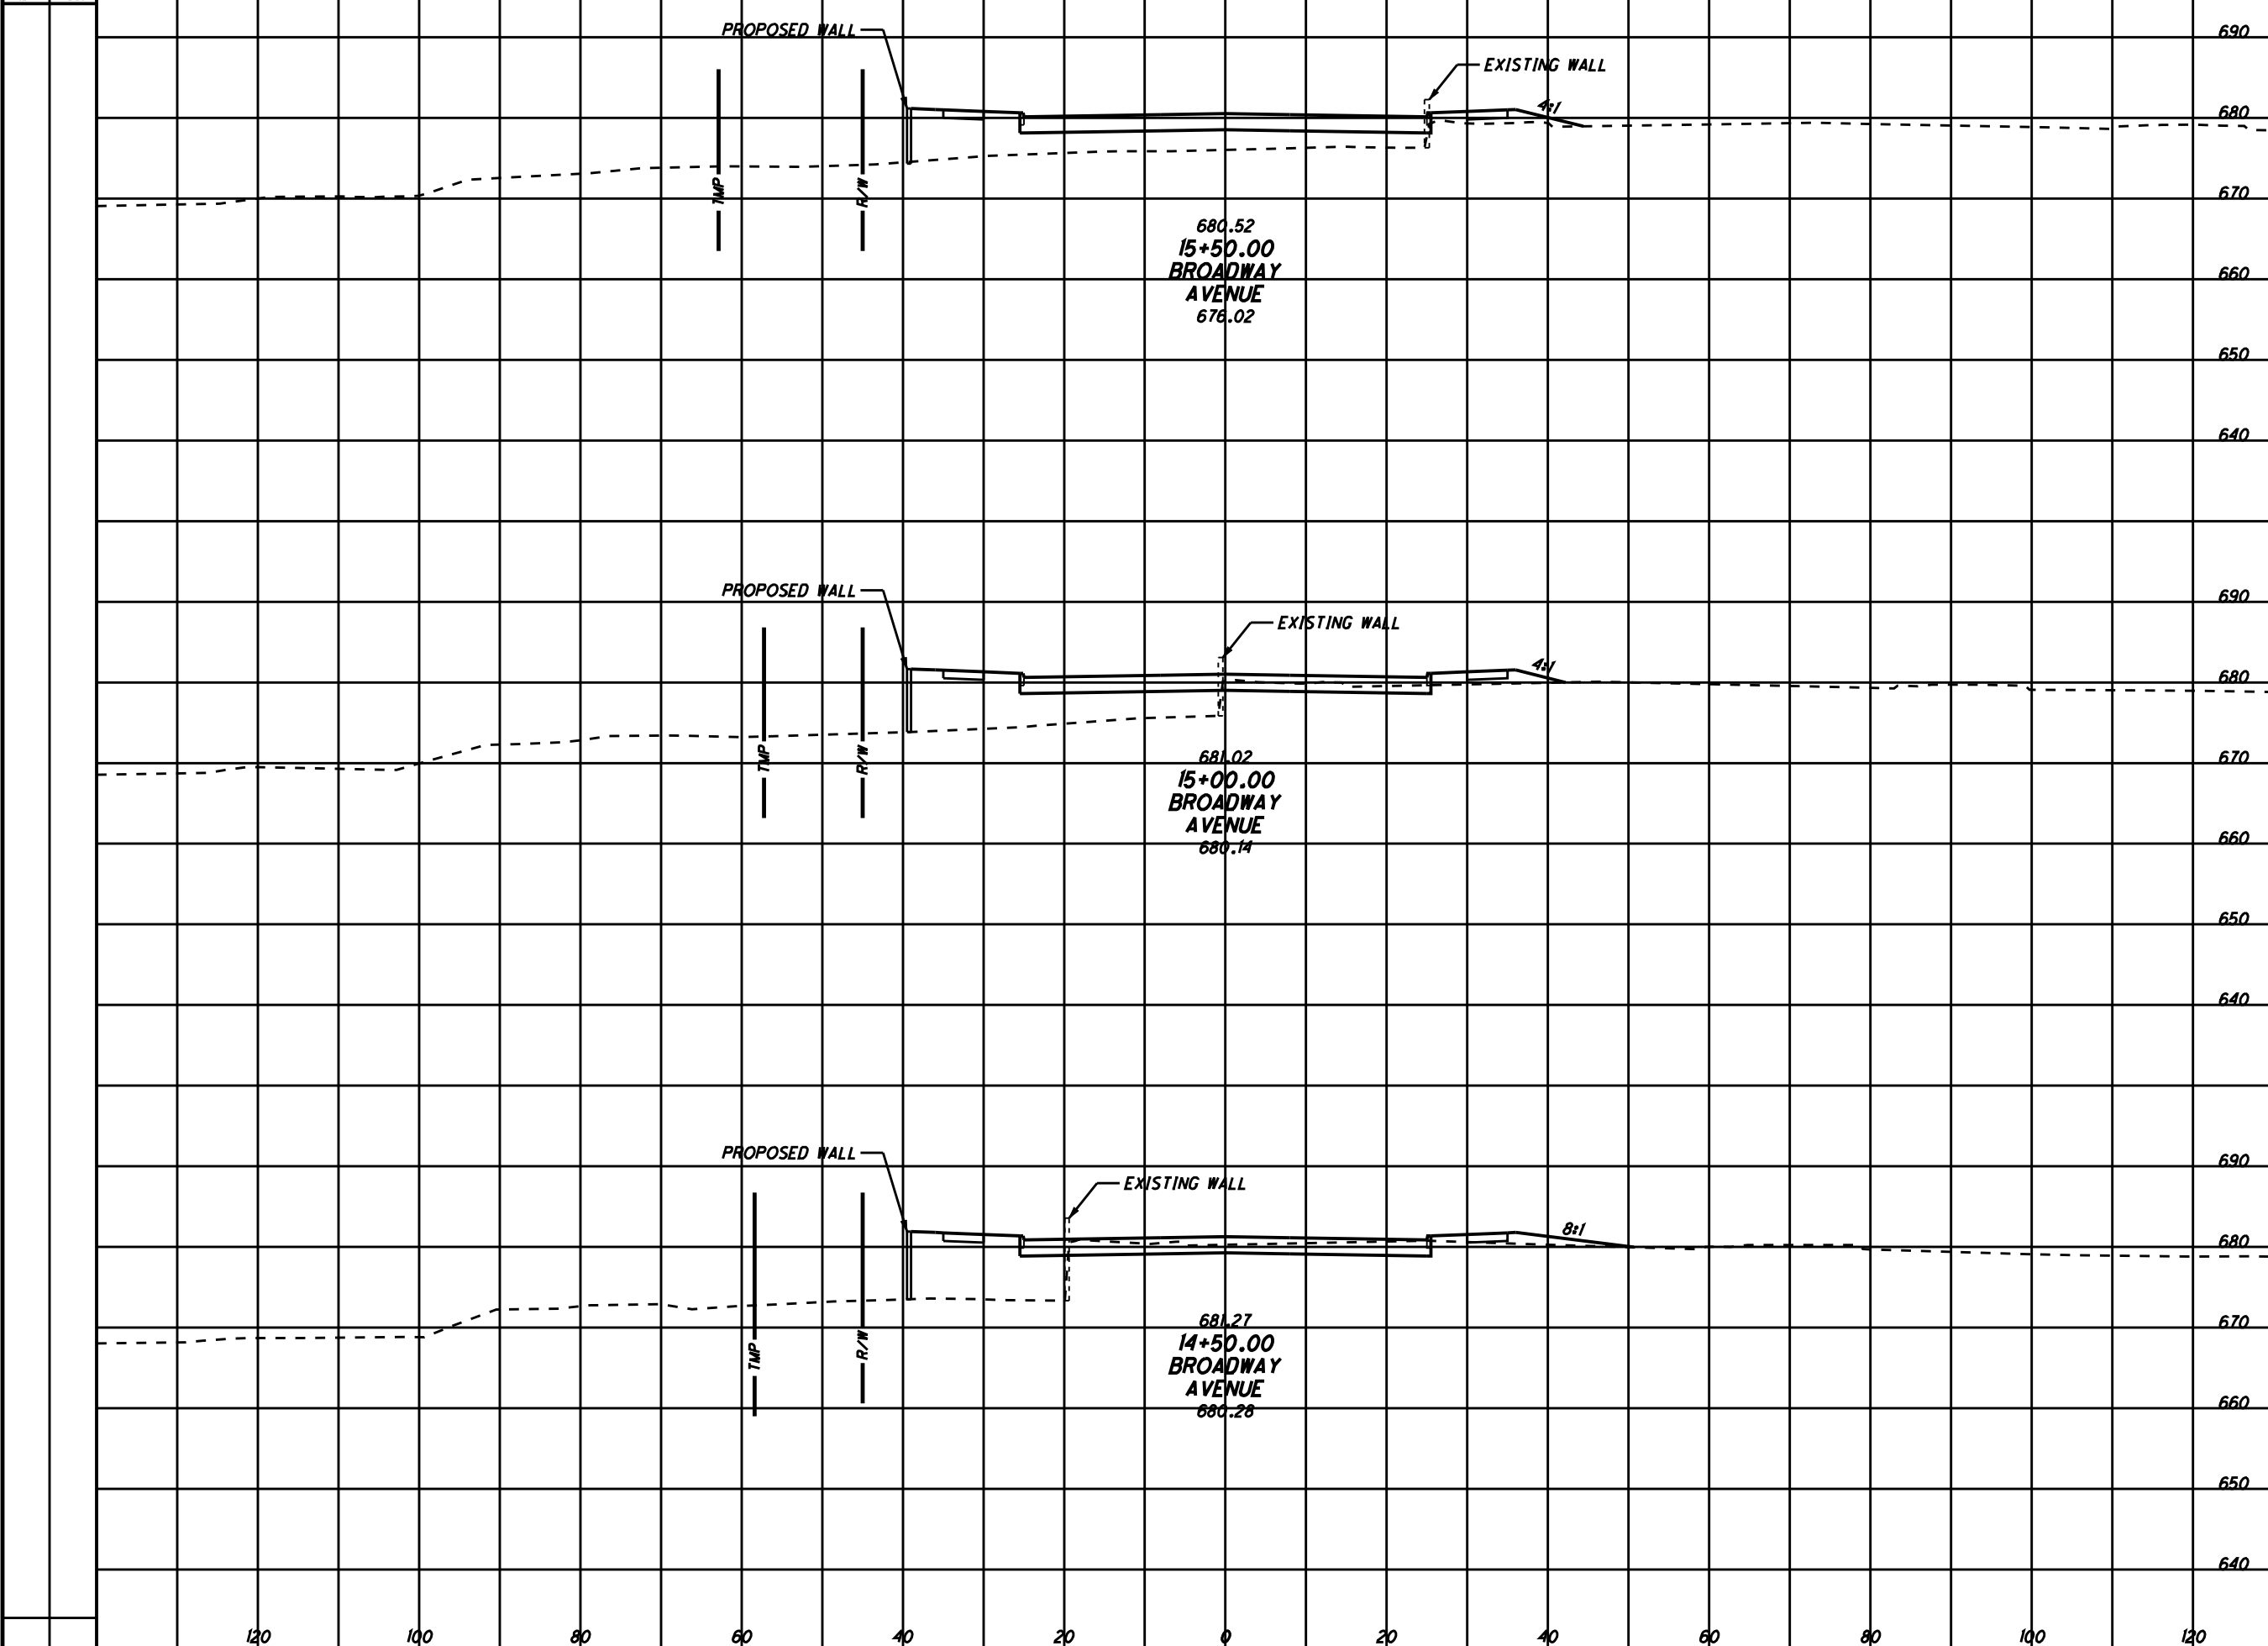 690
PROPOSED WALL
EXISTING WALL
4:1
680
TMP
R/W
670
680.52
15+50.00
BROADWAY
AVENUE
676.02
660
650
640
690
PROPOSED WALL
EXISTING WALL
4:1
680
TMP
R/W
670
681.02
15+00.00
BROADWAY
AVENUE
680.14
660
650
640
690
PROPOSED WALL
EXISTING WALL
8:1
680
TMP
R/W
670
681.27
14+50.00
BROADWAY
AVENUE
680.28
660
650
640
120 100 80 60 40 20 0 20 40 60 80 100 120